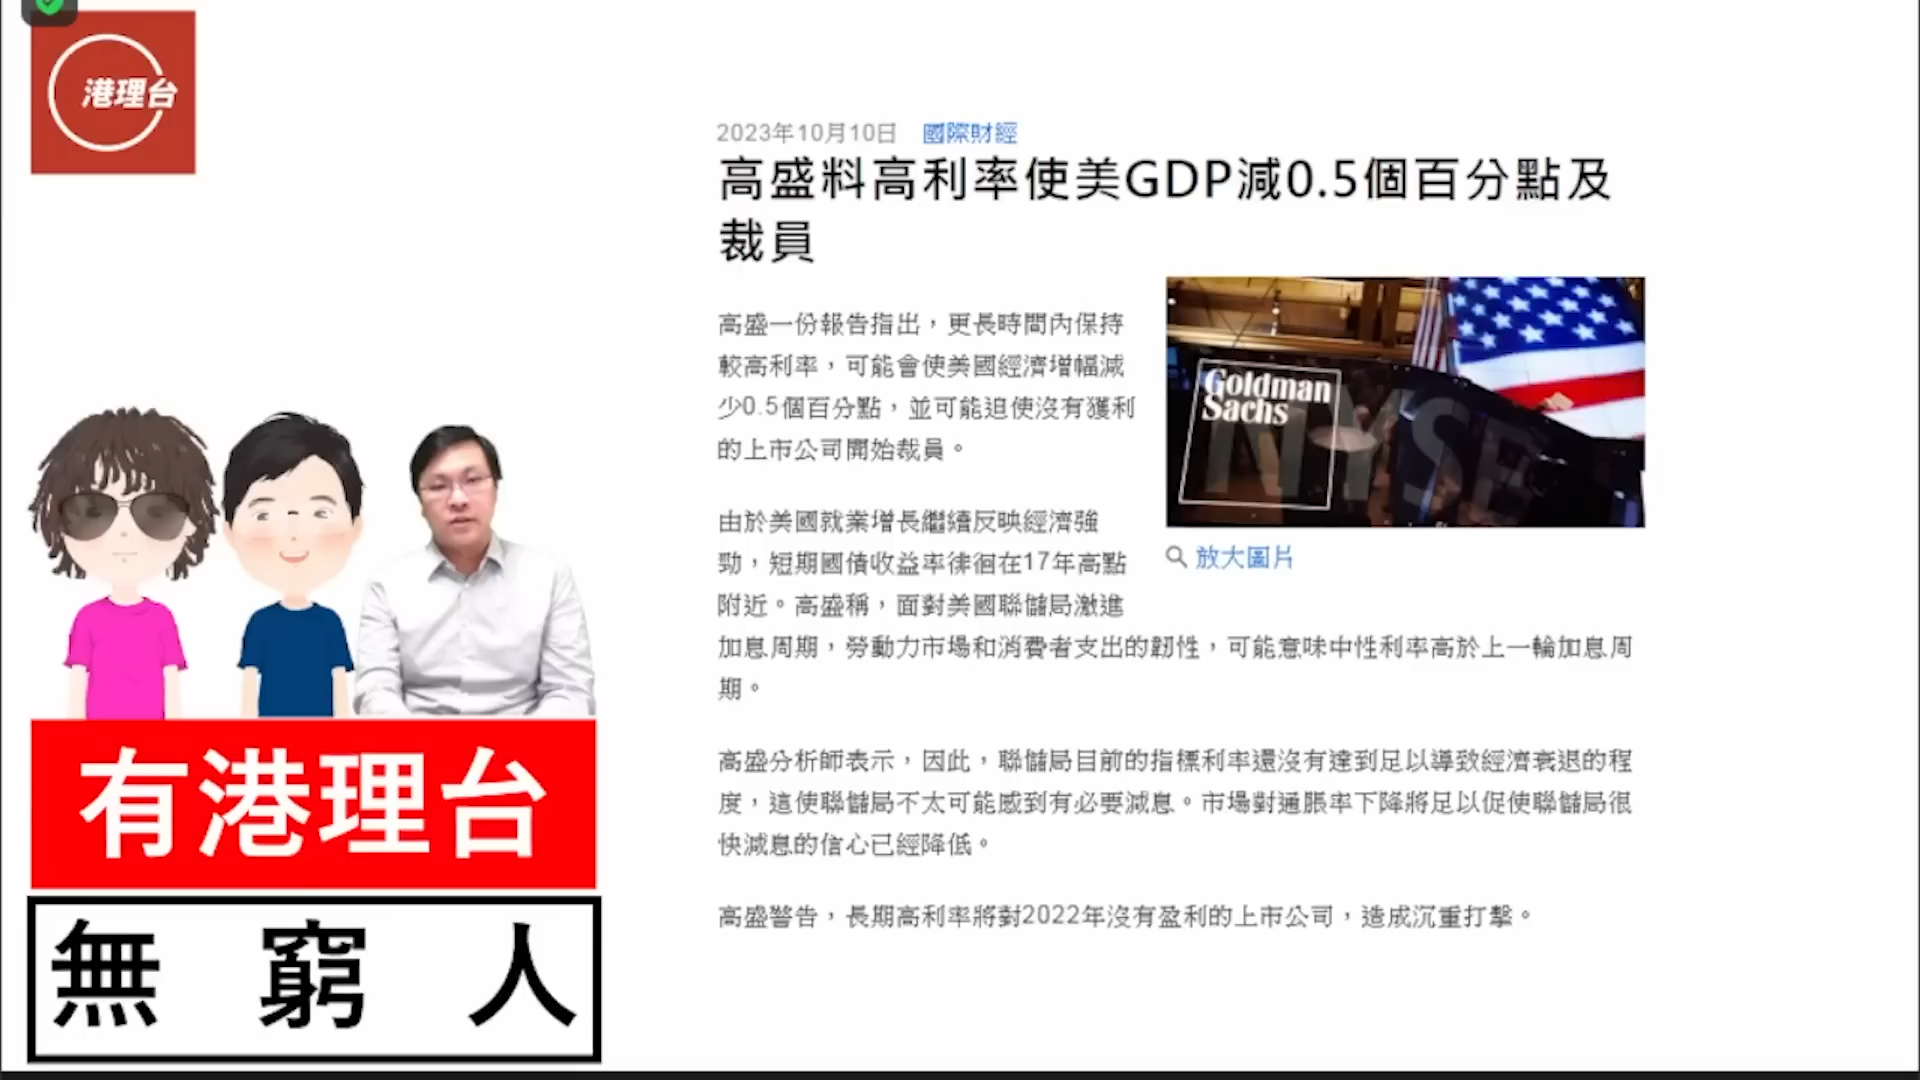 港理台
2023年10月10日 國際財經
高盛料高利率使美GDP減0.5個百分點及
裁員
高盛一份報告指出，更長時間內保持
較高利率，可能會使美國經濟增幅減
少0.5個百分點，並可能迫使沒有獲利
的上市公司開始裁員。
Goldman
Sachs
NYSE
放大圖片
由於美國就業增長繼續反映經濟強
勁，短期國債收益率徘徊在17年高點
附近。高盛稱，面對美國聯儲局激進
加息周期，勞動力市場和消費者支出的韌性，可能意味中性利率高於上一輪加息周
期。
高盛分析師表示，因此，聯儲局目前的指標利率還沒有達到足以導致經濟衰退的程
度，這使聯儲局不太可能感到有必要減息。市場對通脹率下降將足以促使聯儲局很
快減息的信心已經降低。
高盛警告，長期高利率將對2022年沒有盈利的上市公司，造成沉重打擊。
有港理台
無窮人